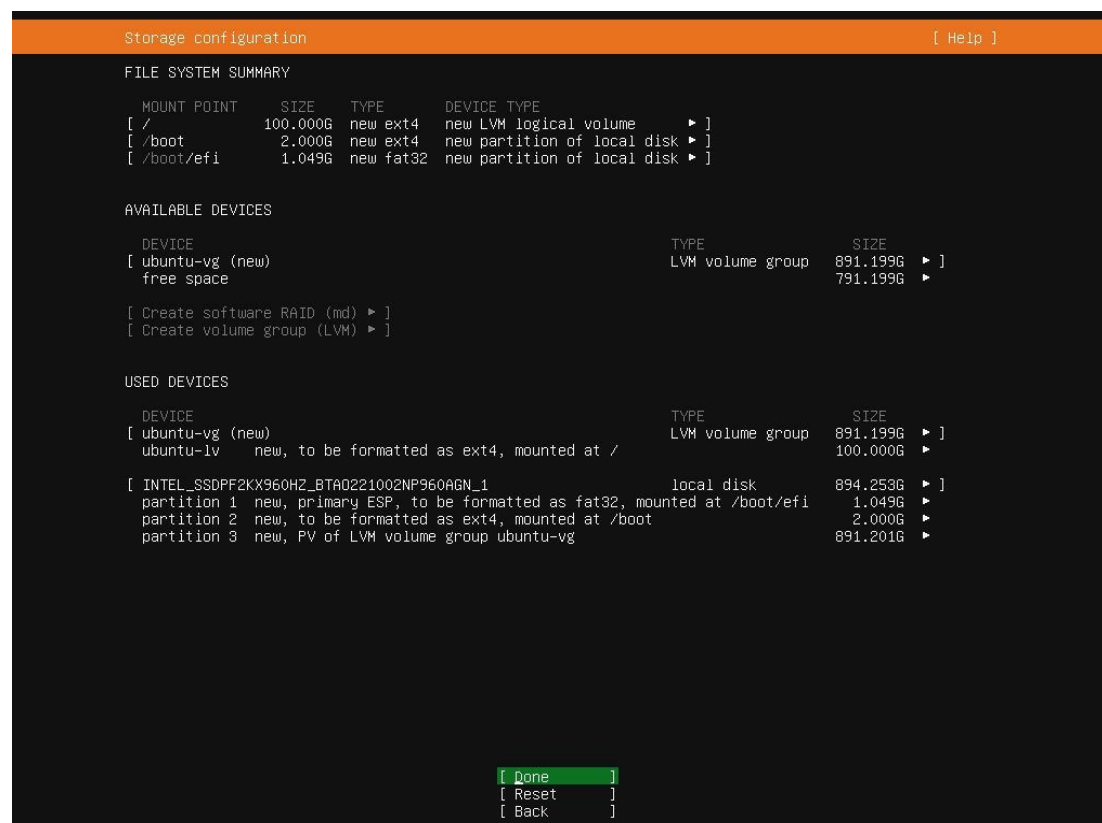 Storage configuration [ Help ]
FILE SYSTEM SUMMARY
MOUNT POINT SIZE TYPE DEVICE TYPE
[ / 100.000G new ext4 new LVM logical volume ▸ ]
[ /boot 2.000G new ext4 new partition of local disk ▸ ]
[ /boot/efi 1.049G new fat32 new partition of local disk ▸ ]
AVAILABLE DEVICES
DEVICE TYPE SIZE
[ ubuntu-vg (new) LVM volume group 891.199G ▸ ]
free space 791.199G ▸
[ Create software RAID (md) ▸ ]
[ Create volume group (LVM) ▸ ]
USED DEVICES
DEVICE TYPE SIZE
[ ubuntu-vg (new) LVM volume group 891.199G ▸ ]
ubuntu-lv new, to be formatted as ext4, mounted at / 100.000G ▸
[ INTEL_SSDPF2KX960HZ_BTAO221002NP960AGN_1 local disk 894.253G ▸ ]
partition 1 new, primary ESP, to be formatted as fat32, mounted at /boot/efi 1.049G ▸
partition 2 new, to be formatted as ext4, mounted at /boot 2.000G ▸
partition 3 new, PV of LVM volume group ubuntu-vg 891.201G ▸
[ Done ]
[ Reset ]
[ Back ]